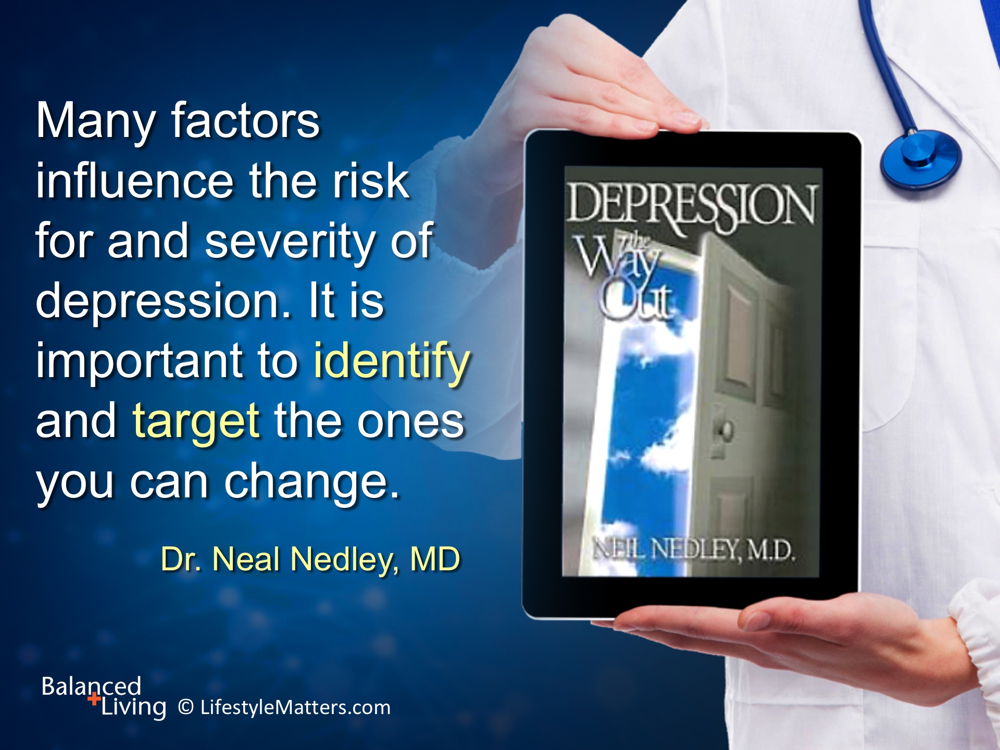 Many factors
influence the risk
for and severity of
depression. It is
important to identify
and target the ones
you can change.
Dr. Neal Nedley, MD
DEPRESSION
the
Way
Out
NEIL NEDLEY, M.D.
Balanced
Living © LifestyleMatters.com